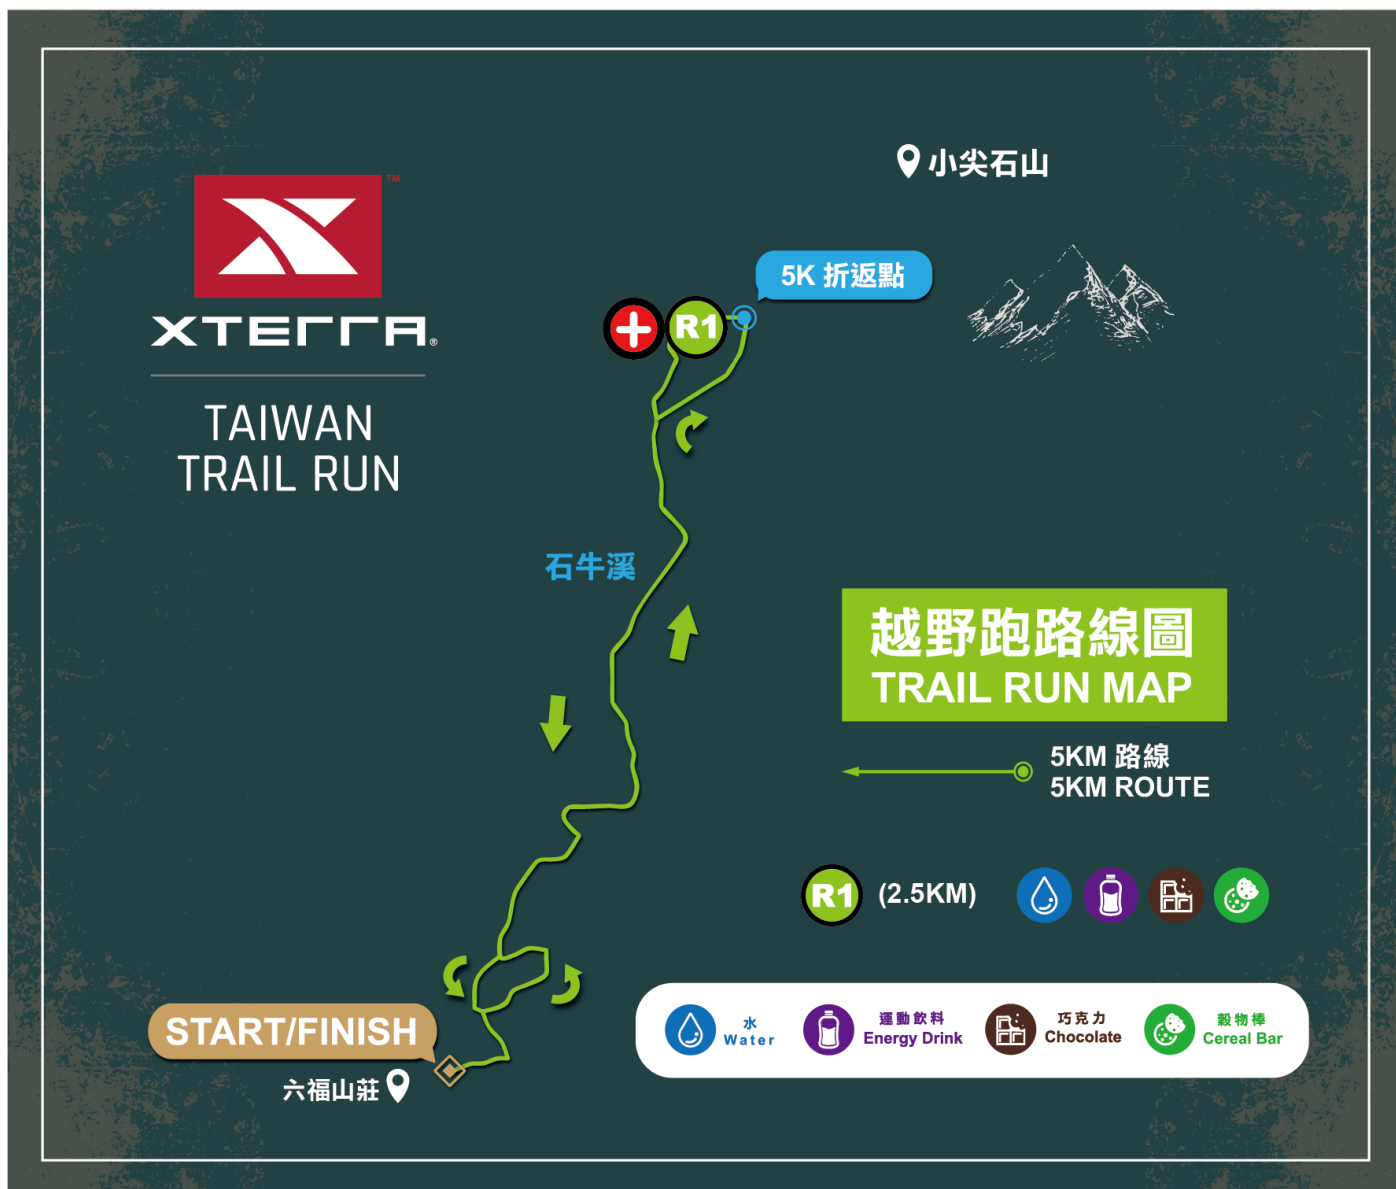 小尖石山
5K 折返點
XTERRA®
™
TAIWAN
TRAIL RUN
R1
石牛溪
越野跑路線圖
TRAIL RUN MAP
5KM 路線
5KM ROUTE
R1 (2.5KM)
START/FINISH
六福山莊
水
Water
運動飲料
Energy Drink
巧克力
Chocolate
穀物棒
Cereal Bar